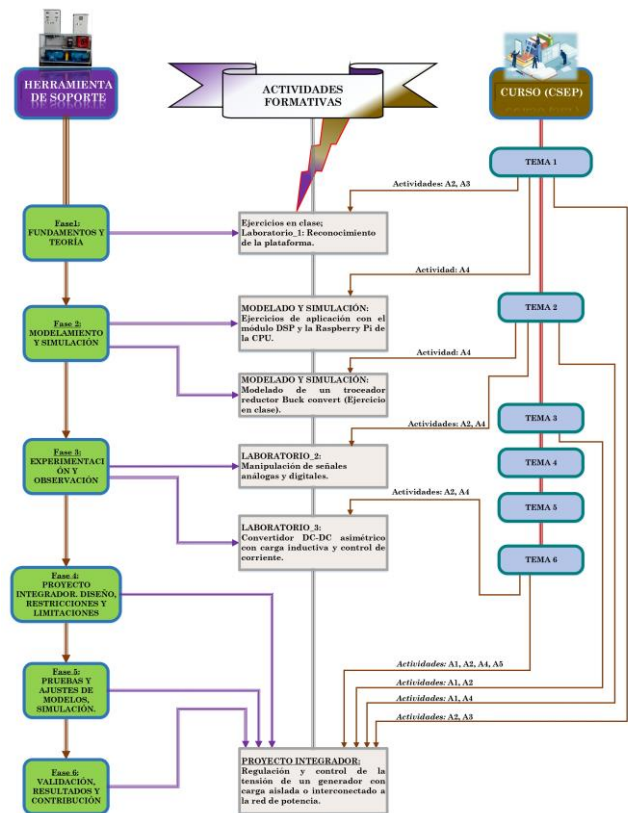 HERRAMIENTA
DE SOPORTE
ACTIVIDADES
FORMATIVAS
CURSO (CSEP)
TEMA 1
Actividades: A2, A3
Fase1:
FUNDAMENTOS Y
TEORÍA
Ejercicios en clase;
Laboratorio_1: Reconocimiento
de la plataforma.
Actividad: A4
Fase 2:
MODELAMIENTO
Y SIMULACIÓN
MODELADO Y SIMULACIÓN:
Ejercicios de aplicación con el
módulo DSP y la Raspberry Pi de
la CPU.
TEMA 2
Actividad: A4
MODELADO Y SIMULACIÓN:
Modelado de un troceador
reductor Buck convert (Ejercicio
en clase).
TEMA 3
Actividades: A2, A4
Fase 3:
EXPERIMENTACI
ÓN Y
OBSERVACIÓN
LABORATORIO_2:
Manipulación de señales
análogas y digitales.
TEMA 4
Actividades: A2, A4
TEMA 5
LABORATORIO_3:
Convertidor DC-DC asimétrico
con carga inductiva y control de
corriente.
TEMA 6
Fase 4:
PROYECTO
INTEGRADOR. DISEÑO,
RESTRICCIONES Y
LIMITACIONES
Actividades: A1, A2, A4, A5
Actividades: A1, A2
Actividades: A1, A4
Actividades: A2, A3
Fase 5:
PRUEBAS Y
AJUSTES DE
MODELOS,
SIMULACIÓN.
Fase 6:
VALIDACIÓN,
RESULTADOS Y
CONTRIBUCIÓN
PROYECTO INTEGRADOR:
Regulación y control de la
tensión de un generador con
carga aislada o interconectado a
la red de potencia.